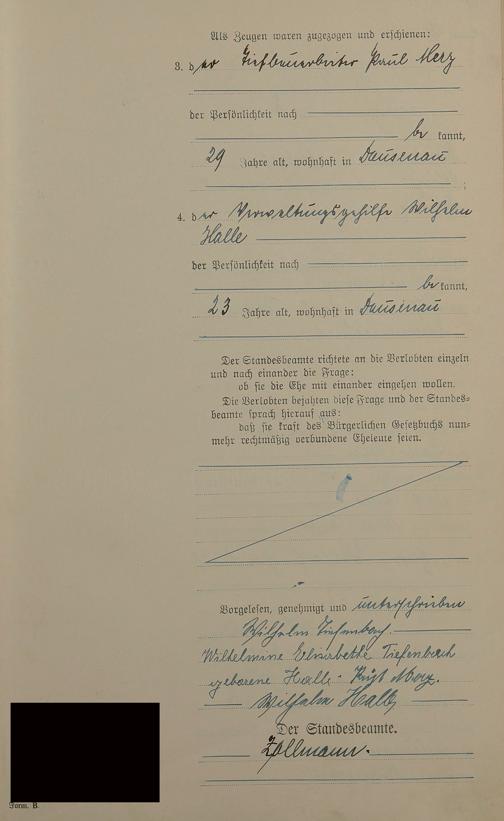 Als Zeugen waren zugezogen und erschienen:
3. der Tiefbauarbeiter Paul Merz
der Persönlichkeit nach
be kannt,
29 Jahre alt, wohnhaft in Dausenau
4. der Verwaltungsgehilfe Wilhelm
Halle
der Persönlichkeit nach
be kannt,
23 Jahre alt, wohnhaft in Dausenau
Der Standesbeamte richtete an die Verlobten einzeln
und nach einander die Frage:
ob sie die Ehe mit einander eingehen wollen.
Die Verlobten bejahten diese Frage und der Standes=
beamte sprach hierauf aus:
daß sie kraft des Bürgerlichen Gesetzbuchs nun=
mehr rechtmäßig verbundene Eheleute seien.
Vorgelesen, genehmigt und unterschrieben
Wilhelm Tiefenbach.
Wilhelmine Elisabethe Tiefenbach
geborene Halle. Merz.
Wilhelm Halle
Der Standesbeamte.
Zollmann.
Form. B.